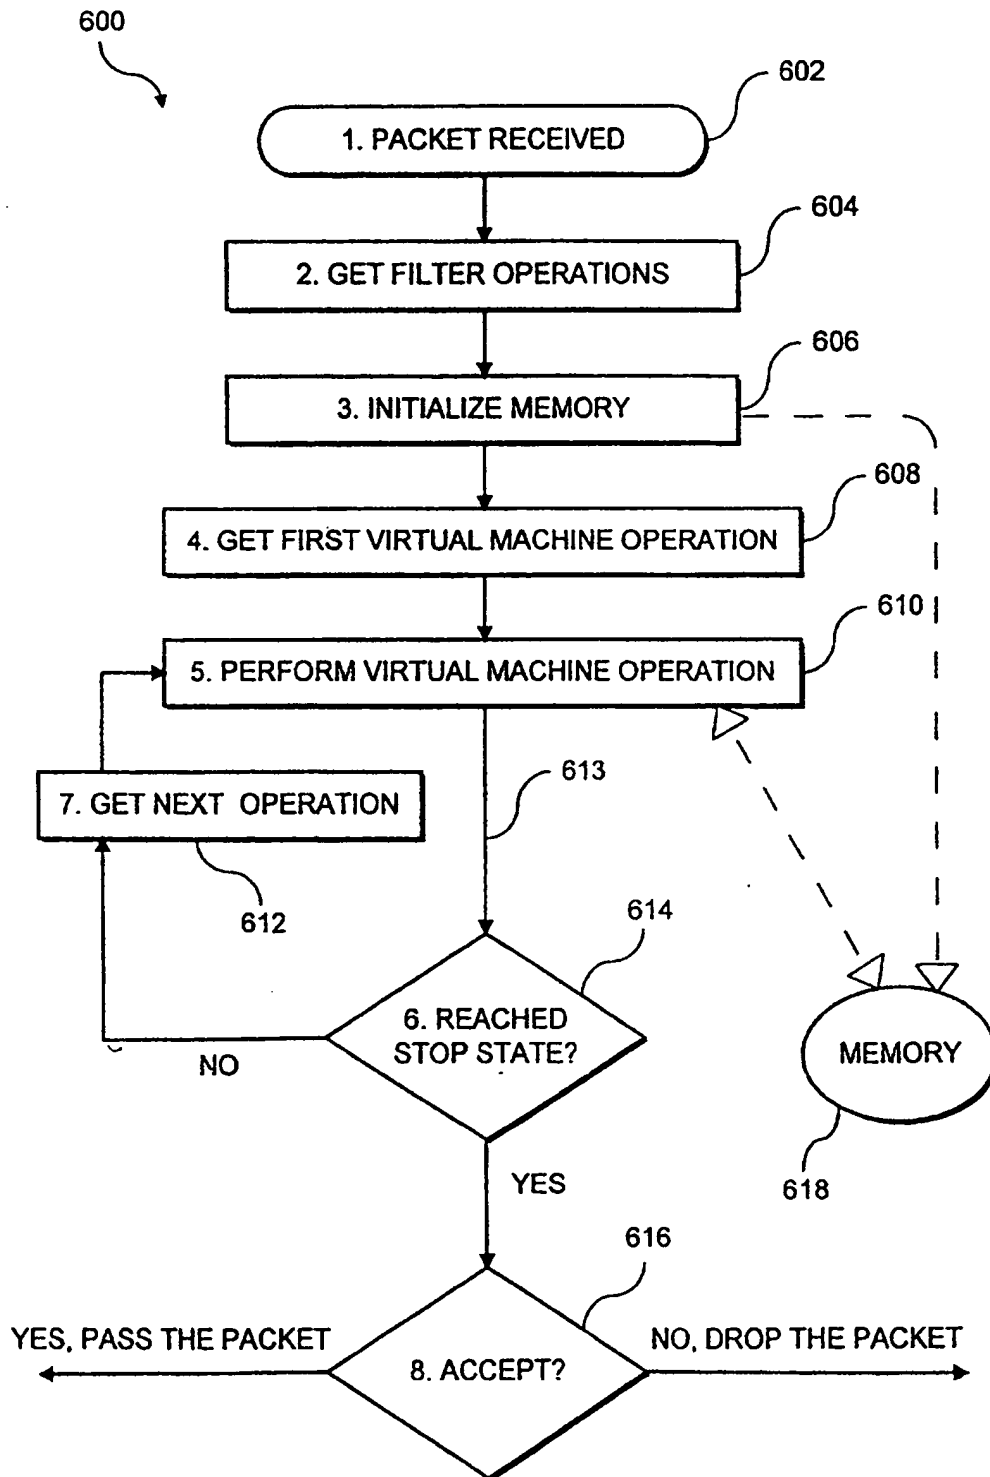 600
602
1. PACKET RECEIVED
604
2. GET FILTER OPERATIONS
606
3. INITIALIZE MEMORY
608
4. GET FIRST VIRTUAL MACHINE OPERATION
610
5. PERFORM VIRTUAL MACHINE OPERATION
613
7. GET NEXT OPERATION
612
614
6. REACHED
STOP STATE?
NO
MEMORY
618
YES
616
YES, PASS THE PACKET
NO, DROP THE PACKET
8. ACCEPT?